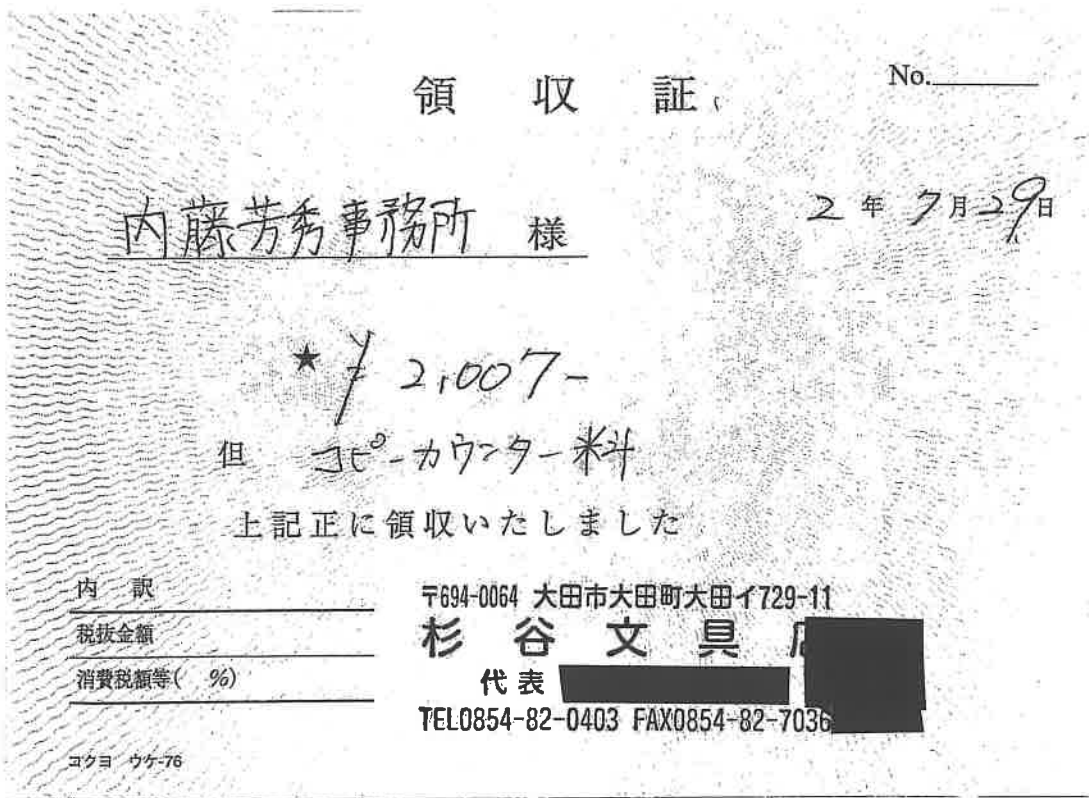 領収証
No.
内藤芳秀事務所 様
2年7月29日
★ ¥2,007-
但 コピーカウンター料
上記正に領収いたしました
内訳
税抜金額
消費税額等( %)
〒694-0064 大田市大田町大田イ729-11
杉谷文具
代表
TEL0854-82-0403 FAX0854-82-7036
コクヨ ウケ-76